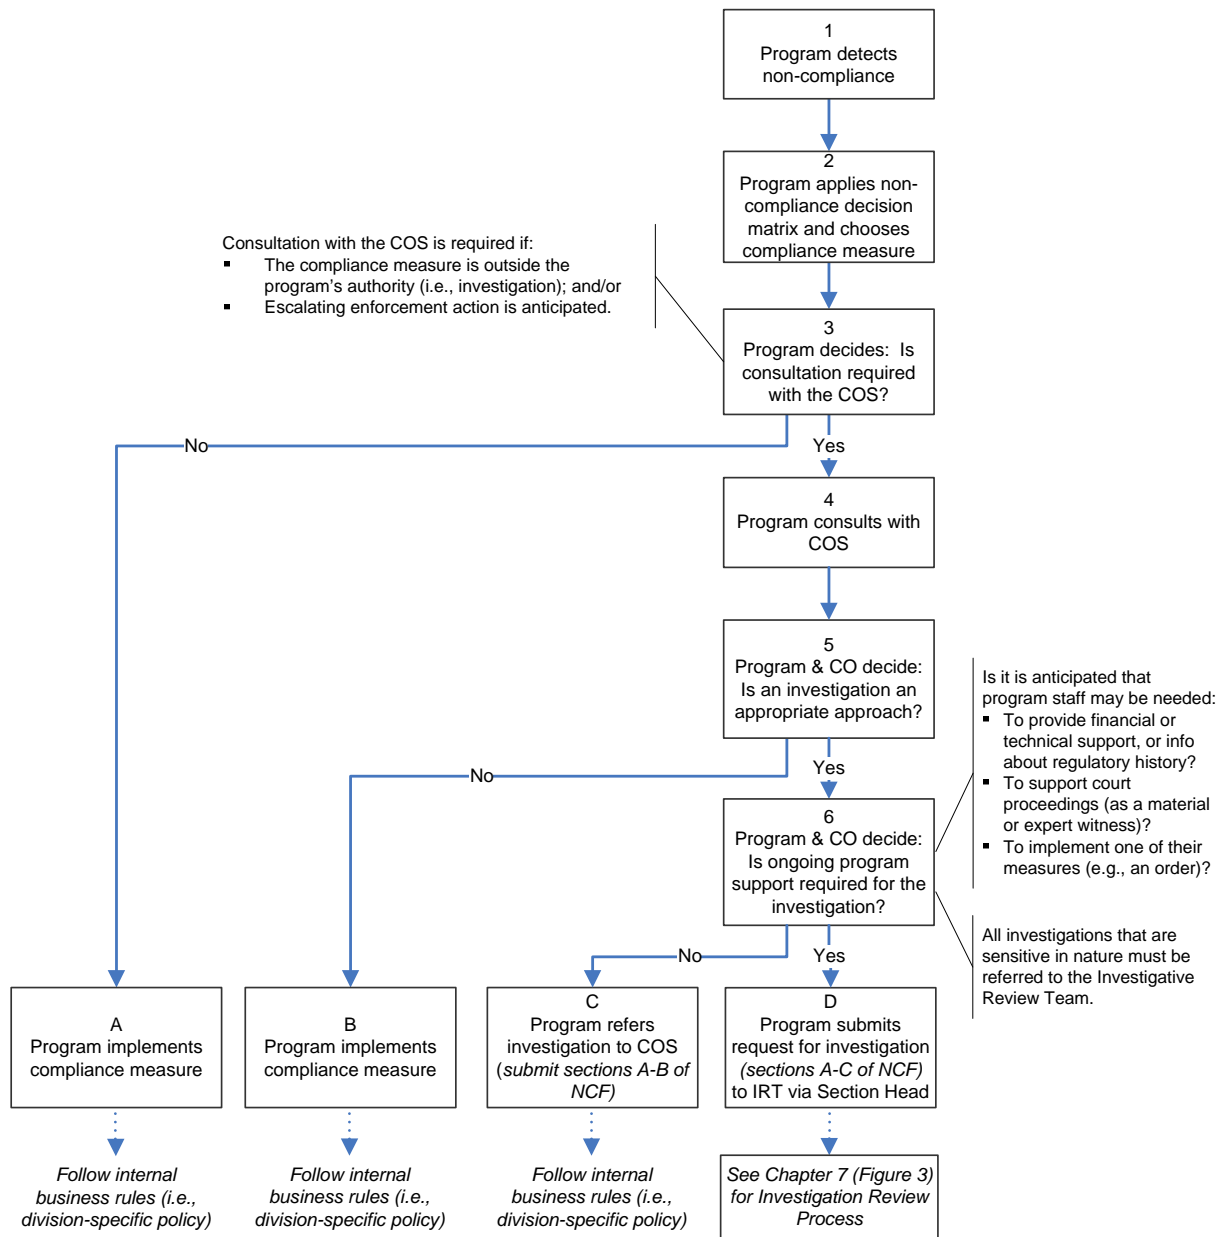 1
Program detects
non-compliance
2
Program applies non-
compliance decision
matrix and chooses
compliance measure
Consultation with the COS is required if:
▪ The compliance measure is outside the
program's authority (i.e., investigation); and/or
▪ Escalating enforcement action is anticipated.
3
Program decides:  Is
consultation required
with the COS?
No
Yes
4
Program consults with
COS
5
Program & CO decide:
Is an investigation an
appropriate approach?
No
Yes
Is it is anticipated that
program staff may be needed:
▪ To provide financial or
technical support, or info
about regulatory history?
▪ To support court
proceedings (as a material
or expert witness)?
▪ To implement one of their
measures (e.g., an order)?
6
Program & CO decide:
Is ongoing program
support required for the
investigation?
All investigations that are
sensitive in nature must be
referred to the Investigative
Review Team.
No
Yes
A
Program implements
compliance measure
B
Program implements
compliance measure
C
Program refers
investigation to COS
(submit sections A-B of
NCF)
D
Program submits
request for investigation
(sections A-C of NCF)
to IRT via Section Head
Follow internal
business rules (i.e.,
division-specific policy)
Follow internal
business rules (i.e.,
division-specific policy)
Follow internal
business rules (i.e.,
division-specific policy)
See Chapter 7 (Figure 3)
for Investigation Review
Process